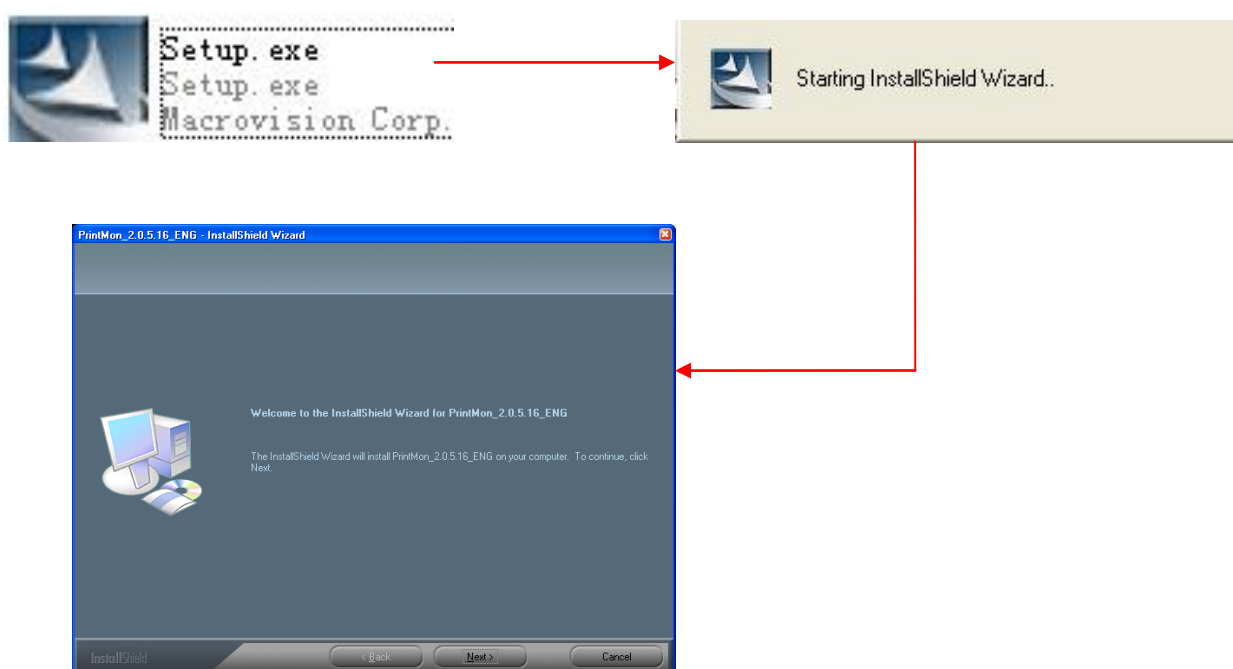 Setup.exe
Setup.exe
Macrovision Corp.
Starting InstallShield Wizard..
PrintMon_2.0.5.16_ENG - InstallShield Wizard
Welcome to the InstallShield Wizard for PrintMon_2.0.5.16_ENG
The InstallShield Wizard will install PrintMon_2.0.5.16_ENG on your computer. To continue, click
Next.
InstallShield
< Back
Next >
Cancel